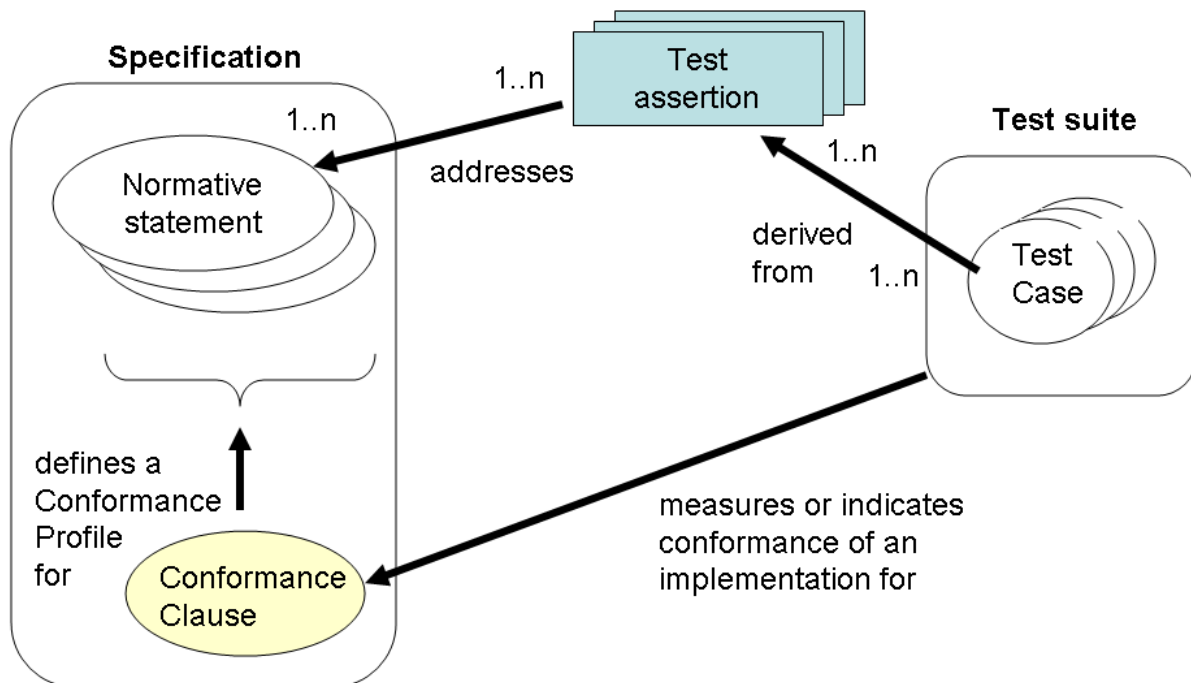 Specification
1..n
Normative
statement
defines a
Conformance
Profile
for
Conformance
Clause
1..n
addresses
Test
assertion
1..n
derived
from
1..n
Test suite
Test
Case
measures or indicates
conformance of an
implementation for